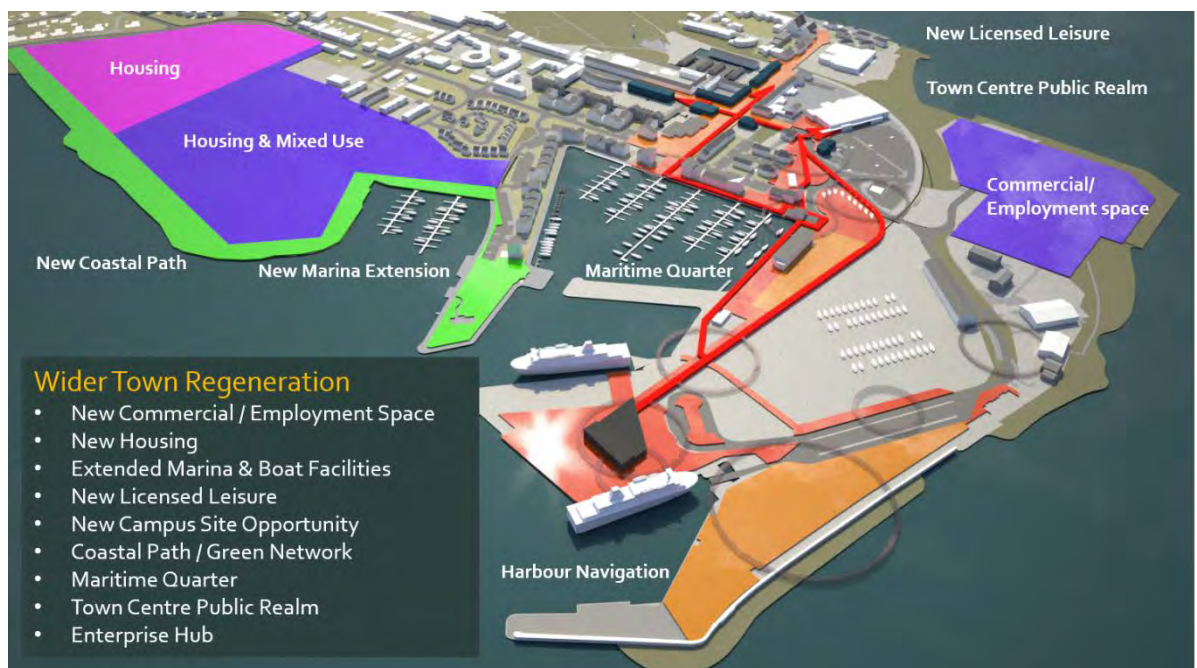 New Licensed Leisure
Housing
Town Centre Public Realm
Housing & Mixed Use
Commercial/
Employment space
New Coastal Path
New Marina Extension
Maritime Quarter
Wider Town Regeneration
• New Commercial / Employment Space
• New Housing
• Extended Marina & Boat Facilities
• New Licensed Leisure
• New Campus Site Opportunity
• Coastal Path / Green Network
• Maritime Quarter
• Town Centre Public Realm
• Enterprise Hub
Harbour Navigation